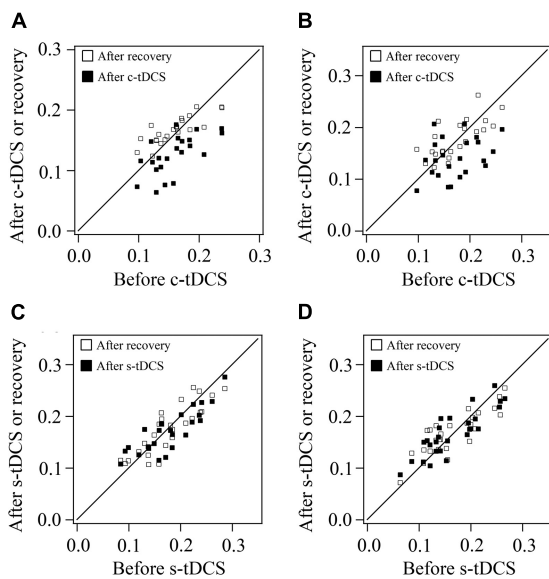 A
B
After c-tDCS or recovery
0.3
0.2
0.1
0.0
After recovery
After c-tDCS
0.0
0.1
0.2
0.3
Before c-tDCS
After c-tDCS or recovery
0.3
0.2
0.1
0.0
After recovery
After c-tDCS
0.0
0.1
0.2
0.3
Before c-tDCS
C
D
After s-tDCS or recovery
0.3
0.2
0.1
0.0
After recovery
After s-tDCS
0.0
0.1
0.2
0.3
Before s-tDCS
After s-tDCS or recovery
0.3
0.2
0.1
0.0
After recovery
After s-tDCS
0.0
0.1
0.2
0.3
Before s-tDCS